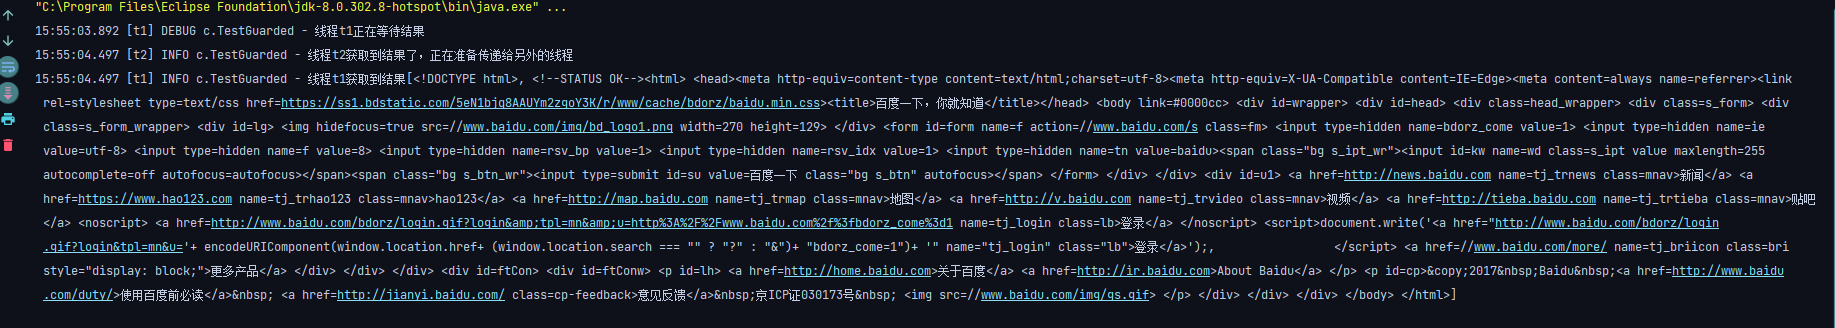 "C:\Program Files\Eclipse Foundation\jdk-8.0.302.8-hotspot\bin\java.exe" ...
15:55:03.892 [t1] DEBUG c.TestGuarded - 线程t1正在等待结果
15:55:04.497 [t2] INFO c.TestGuarded - 线程t2获取到结果了，正在准备传递给另外的线程
15:55:04.497 [t1] INFO c.TestGuarded - 线程t1获取到结果[<!DOCTYPE html>, <!--STATUS OK--><html> <head><meta http-equiv=content-type content=text/html;charset=utf-8><meta http-equiv=X-UA-Compatible content=IE=Edge><meta content=always name=referrer><link
rel=stylesheet type=text/css href=https://ss1.bdstatic.com/5eN1bjq8AAUYm2zgoY3K/r/www/cache/bdorz/baidu.min.css><title>百度一下，你就知道</title></head> <body link=#0000cc> <div id=wrapper> <div id=head> <div class=head_wrapper> <div class=s_form> <div
class=s_form_wrapper> <div id=lg> <img hidefocus=true src=//www.baidu.com/img/bd_logo1.png width=270 height=129> </div> <form id=form name=f action=//www.baidu.com/s class=fm> <input type=hidden name=bdorz_come value=1> <input type=hidden name=ie
value=utf-8> <input type=hidden name=f value=8> <input type=hidden name=rsv_bp value=1> <input type=hidden name=rsv_idx value=1> <input type=hidden name=tn value=baidu><span class="bg s_ipt_wr"><input id=kw name=wd class=s_ipt value maxlength=255
autocomplete=off autofocus=autofocus></span><span class="bg s_btn_wr"><input type=submit id=su value=百度一下 class="bg s_btn" autofocus></span> </form> </div> </div> <div id=u1> <a href=http://news.baidu.com name=tj_trnews class=mnav>新闻</a> <a
href=https://www.hao123.com name=tj_trhao123 class=mnav>hao123</a> <a href=http://map.baidu.com name=tj_trmap class=mnav>地图</a> <a href=http://v.baidu.com name=tj_trvideo class=mnav>视频</a> <a href=http://tieba.baidu.com name=tj_trtieba class=mnav>贴吧
</a> <noscript> <a href=http://www.baidu.com/bdorz/login.gif?login&amp;tpl=mn&amp;u=http%3A%2F%2Fwww.baidu.com%2f%3fbdorz_come%3d1 name=tj_login class=lb>登录</a> </noscript> <script>document.write('<a href="http://www.baidu.com/bdorz/login
.gif?login&tpl=mn&u='+ encodeURIComponent(window.location.href+ (window.location.search === "" ? "?" : "&")+ "bdorz_come=1")+ '" name="tj_login" class="lb">登录</a>');, </script> <a href=//www.baidu.com/more/ name=tj_briicon class=bri
style="display: block;">更多产品</a> </div> </div> </div> <div id=ftCon> <div id=ftConw> <p id=lh> <a href=http://home.baidu.com>关于百度</a> <a href=http://ir.baidu.com>About Baidu</a> </p> <p id=cp>&copy;2017&nbsp;Baidu&nbsp;<a href=http://www.baidu
.com/duty/>使用百度前必读</a>&nbsp; <a href=http://jianyi.baidu.com/ class=cp-feedback>意见反馈</a>&nbsp;京ICP证030173号&nbsp; <img src=//www.baidu.com/img/gs.gif> </p> </div> </div> </div> </body> </html>]